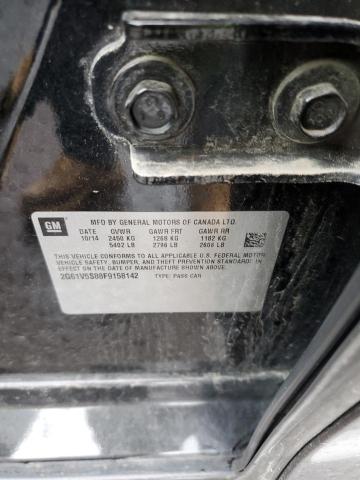 MFD BY GENERAL MOTORS OF CANADA LTD.
GM
DATE GVWR GAWR FRT GAWR RR
10/14 2450 KG 1268 KG 1182 KG
5402 LB 2796 LB 2606 LB
THIS VEHICLE CONFORMS TO ALL APPLICABLE U.S. FEDERAL MOTOR
VEHICLE SAFETY, BUMPER, AND THEFT PREVENTION STANDARDS
IN EFFECT ON THE DATE OF MANUFACTURE SHOWN ABOVE.
2G61V5S88F9158142 TYPE: PASS CAR